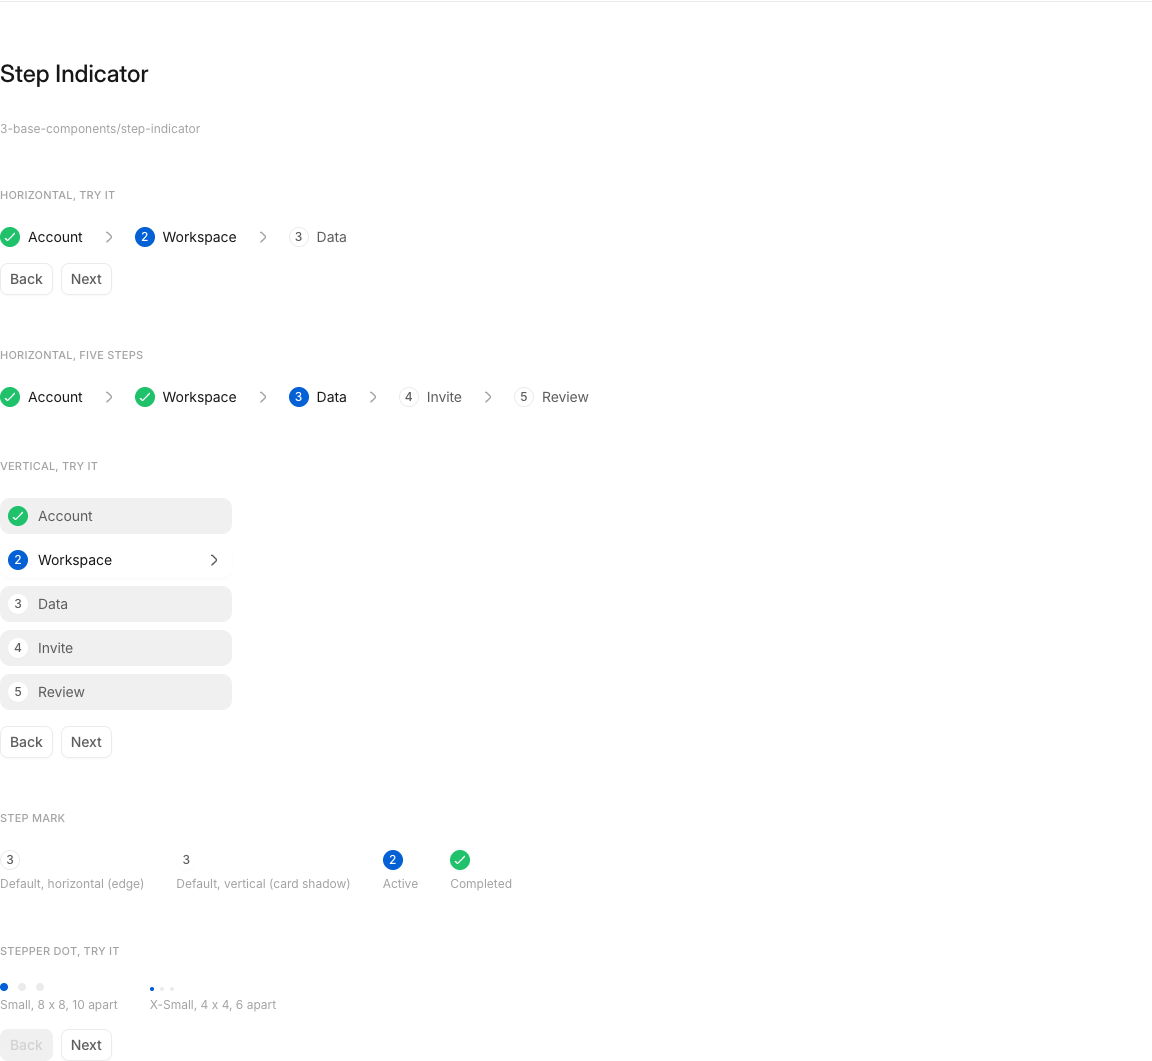 Step Indicator
3-base-components/step-indicator
HORIZONTAL, TRY IT
Account 2 Workspace 3 Data
Back Next
HORIZONTAL, FIVE STEPS
Account Workspace 3 Data 4 Invite 5 Review
VERTICAL, TRY IT
Account
2 Workspace
3 Data
4 Invite
5 Review
Back Next
STEP MARK
3 3 2
Default, horizontal (edge) Default, vertical (card shadow) Active Completed
STEPPER DOT, TRY IT
Small, 8 x 8, 10 apart X-Small, 4 x 4, 6 apart
Back Next